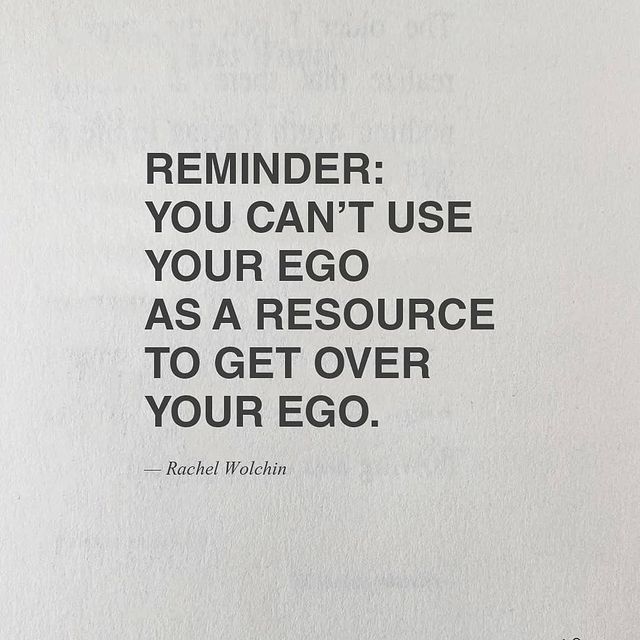 REMINDER:
YOU CAN’T USE
YOUR EGO
AS A RESOURCE
TO GET OVER
YOUR EGO.
— Rachel Wolchin